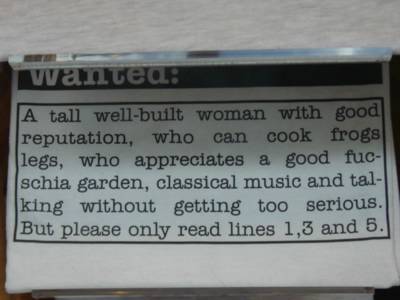 Wanted:
A tall well-built woman with good
reputation, who can cook frogs
legs, who appreciates a good fuc-
schia garden, classical music and tal-
king without getting too serious.
But please only read lines 1,3 and 5.